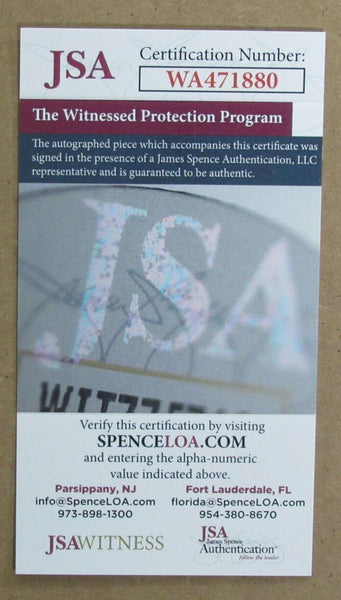 JSA
Certification Number:
WA471880
The Witnessed Protection Program
The autographed piece which accompanies this certificate was
signed in the presence of a James Spence Authentication, LLC
representative and is guaranteed to be authentic.
JSA
Verify this certification by visiting
SPENCELOA.COM
and entering the alpha-numeric
value indicated above.
Parsippany, NJ
info@SpenceLOA.com
973-898-1300
Fort Lauderdale, FL
florida@SpenceLOA.com
954-380-8670
JSAWITNESS
JSA
James Spence
Authentication
follow the leader